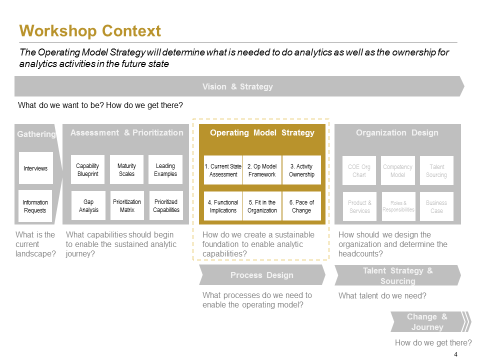 Workshop Context
The Operating Model Strategy will determine what is needed to do analytics as well as the ownership for
analytics activities in the future state
Vision & Strategy
What do we want to be? How do we get there?
Gathering
Assessment & Prioritization
Operating Model Strategy
Organization Design
Interviews
Capability
Blueprint
Maturity
Scales
Leading
Examples
1. Current State
Assessment
2. Op Model
Framework
3. Activity
Ownership
COE Org
Chart
Competency
Model
Talent
Sourcing
Information
Requests
Gap
Analysis
Prioritization
Matrix
Prioritized
Capabilities
4. Functional
Implications
5. Fit in the
Organization
6. Pace of
Change
Product &
Services
Roles &
Responsibilities
Business
Case
What is the
current
landscape?
What capabilities should begin
to enable the sustained analytic
journey?
How do we create a sustainable
foundation to enable analytic
capabilities?
How should we design the
organization and determine the
headcounts?
Process Design
Talent Strategy &
Sourcing
What processes do we need to
enable the operating model?
What talent do we need?
Change &
Journey
How do we get there?
4